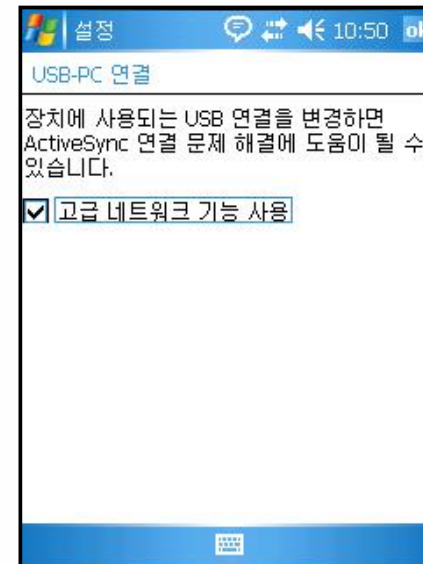 설정 10:50 ok
USB-PC 연결
장치에 사용되는 USB 연결을 변경하면
ActiveSync 연결 문제 해결에 도움이 될 수
있습니다.
고급 네트워크 기능 사용